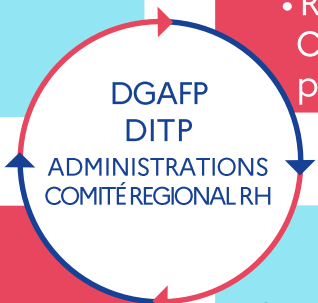 • R
C
p
DGAFP
DITP
ADMINISTRATIONS
COMITÉ REGIONAL RH